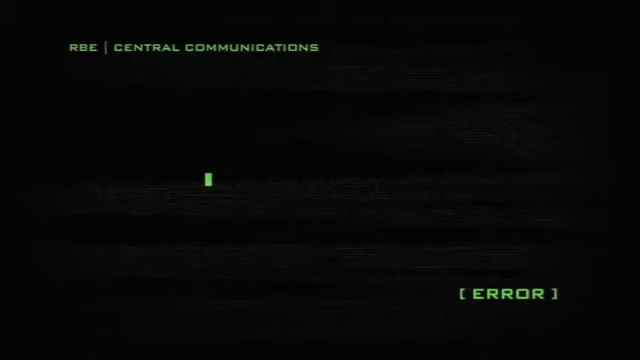 RBE | CENTRAL COMMUNICATIONS
[ ERROR ]